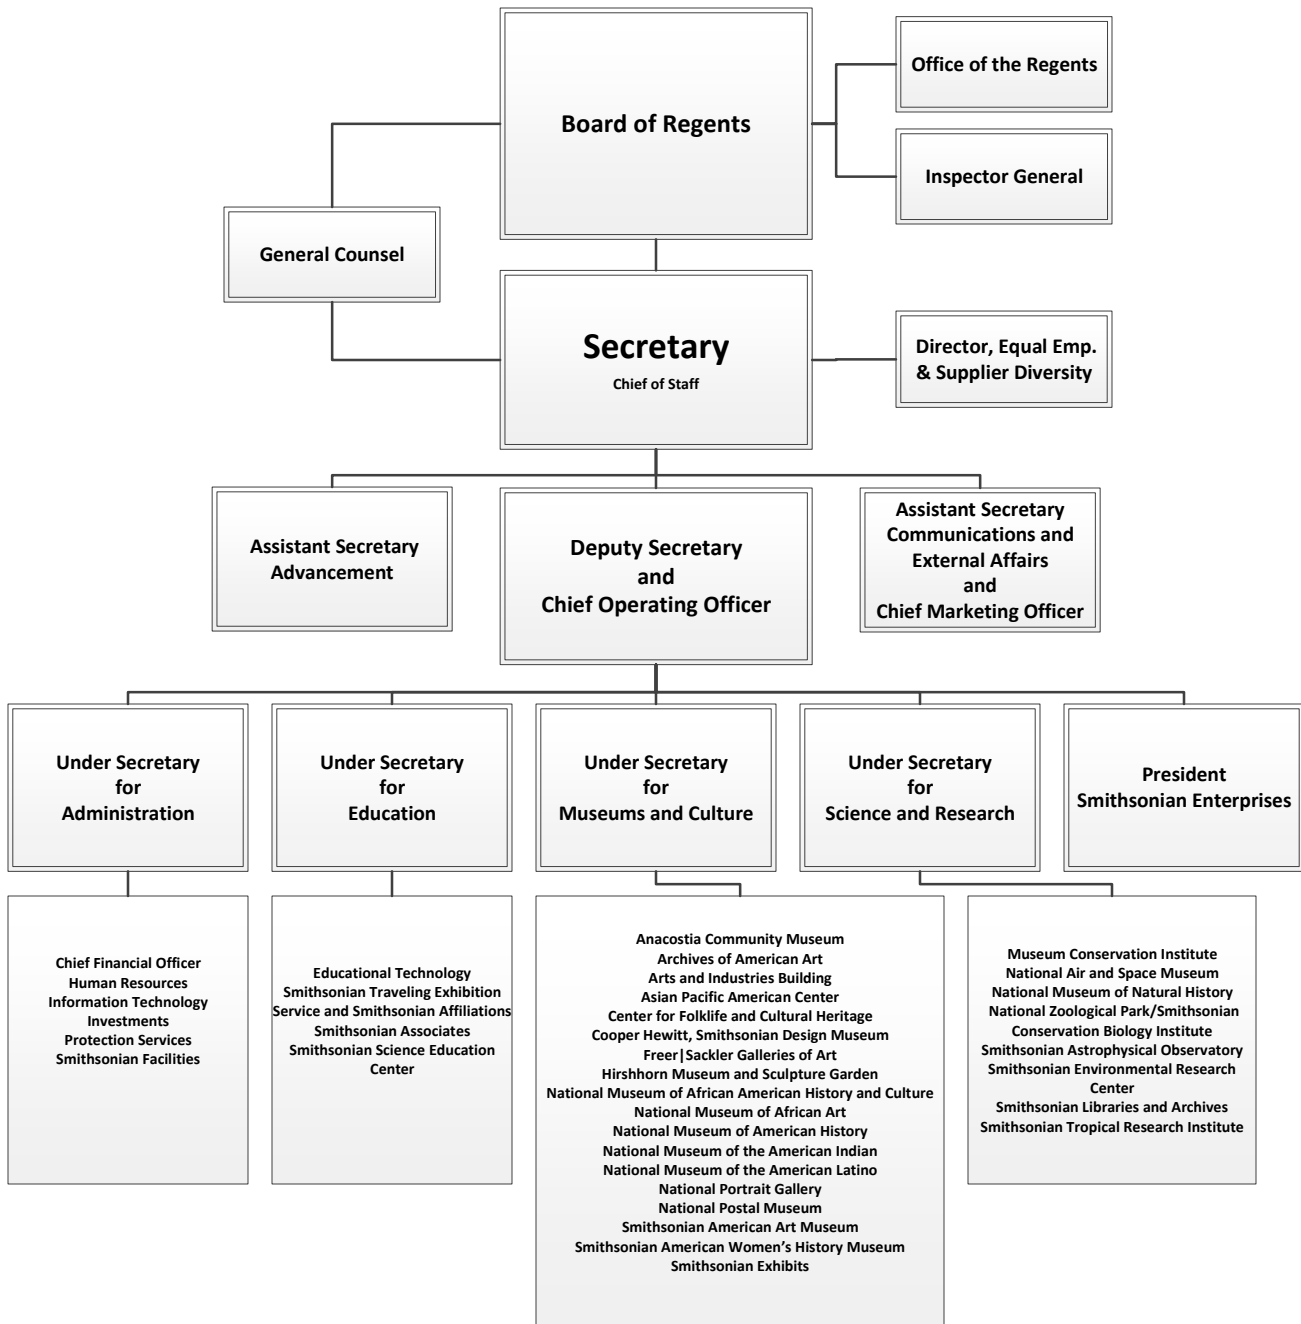 Board of Regents
Office of the Regents
Inspector General
General Counsel
Secretary
Chief of Staff
Director, Equal Emp.
& Supplier Diversity
Assistant Secretary
Advancement
Deputy Secretary
and
Chief Operating Officer
Assistant Secretary
Communications and
External Affairs
and
Chief Marketing Officer
Under Secretary
for
Administration
Under Secretary
for
Education
Under Secretary
for
Museums and Culture
Under Secretary
for
Science and Research
President
Smithsonian Enterprises
Chief Financial Officer
Human Resources
Information Technology
Investments
Protection Services
Smithsonian Facilities
Educational Technology
Smithsonian Traveling Exhibition
Service and Smithsonian Affiliations
Smithsonian Associates
Smithsonian Science Education
Center
Anacostia Community Museum
Archives of American Art
Arts and Industries Building
Asian Pacific American Center
Center for Folklife and Cultural Heritage
Cooper Hewitt, Smithsonian Design Museum
Freer|Sackler Galleries of Art
Hirshhorn Museum and Sculpture Garden
National Museum of African American History and Culture
National Museum of African Art
National Museum of American History
National Museum of the American Indian
National Museum of the American Latino
National Portrait Gallery
National Postal Museum
Smithsonian American Art Museum
Smithsonian American Women’s History Museum
Smithsonian Exhibits
Museum Conservation Institute
National Air and Space Museum
National Museum of Natural History
National Zoological Park/Smithsonian
Conservation Biology Institute
Smithsonian Astrophysical Observatory
Smithsonian Environmental Research
Center
Smithsonian Libraries and Archives
Smithsonian Tropical Research Institute